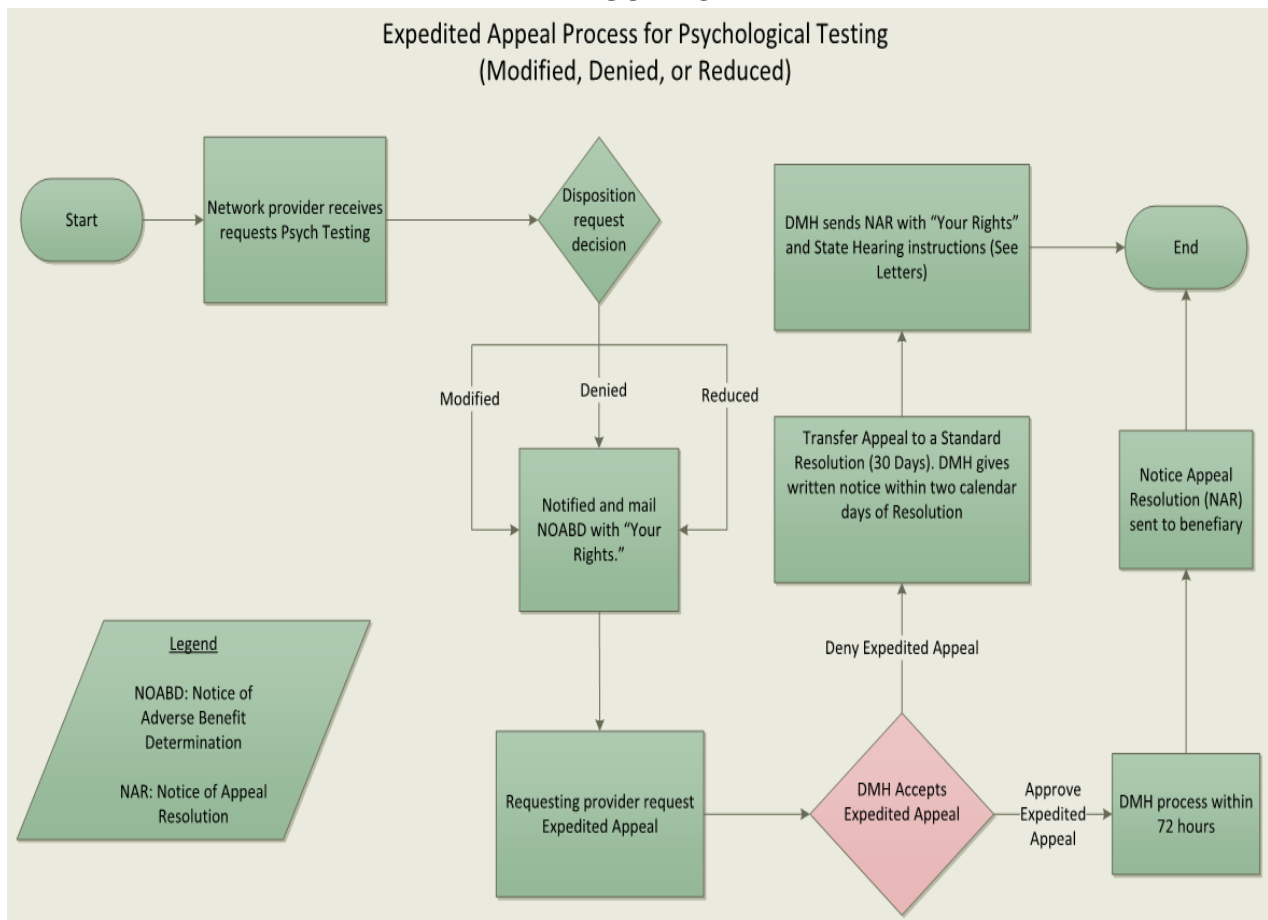 Expedited Appeal Process for Psychological Testing
(Modified, Denied, or Reduced)
Start
Network provider receives
requests Psych Testing
Disposition
request
decision
Modified
Denied
Reduced
Notified and mail
NOABD with “Your
Rights.”
Requesting provider request
Expedited Appeal
DMH Accepts
Expedited Appeal
Deny Expedited Appeal
Transfer Appeal to a Standard
Resolution (30 Days). DMH gives
written notice within two calendar
days of Resolution
DMH sends NAR with “Your Rights”
and State Hearing instructions (See
Letters)
End
Approve
Expedited
Appeal
DMH process within
72 hours
Notice Appeal
Resolution (NAR)
sent to benefiary
Legend
NOABD: Notice of
Adverse Benefit
Determination
NAR: Notice of Appeal
Resolution